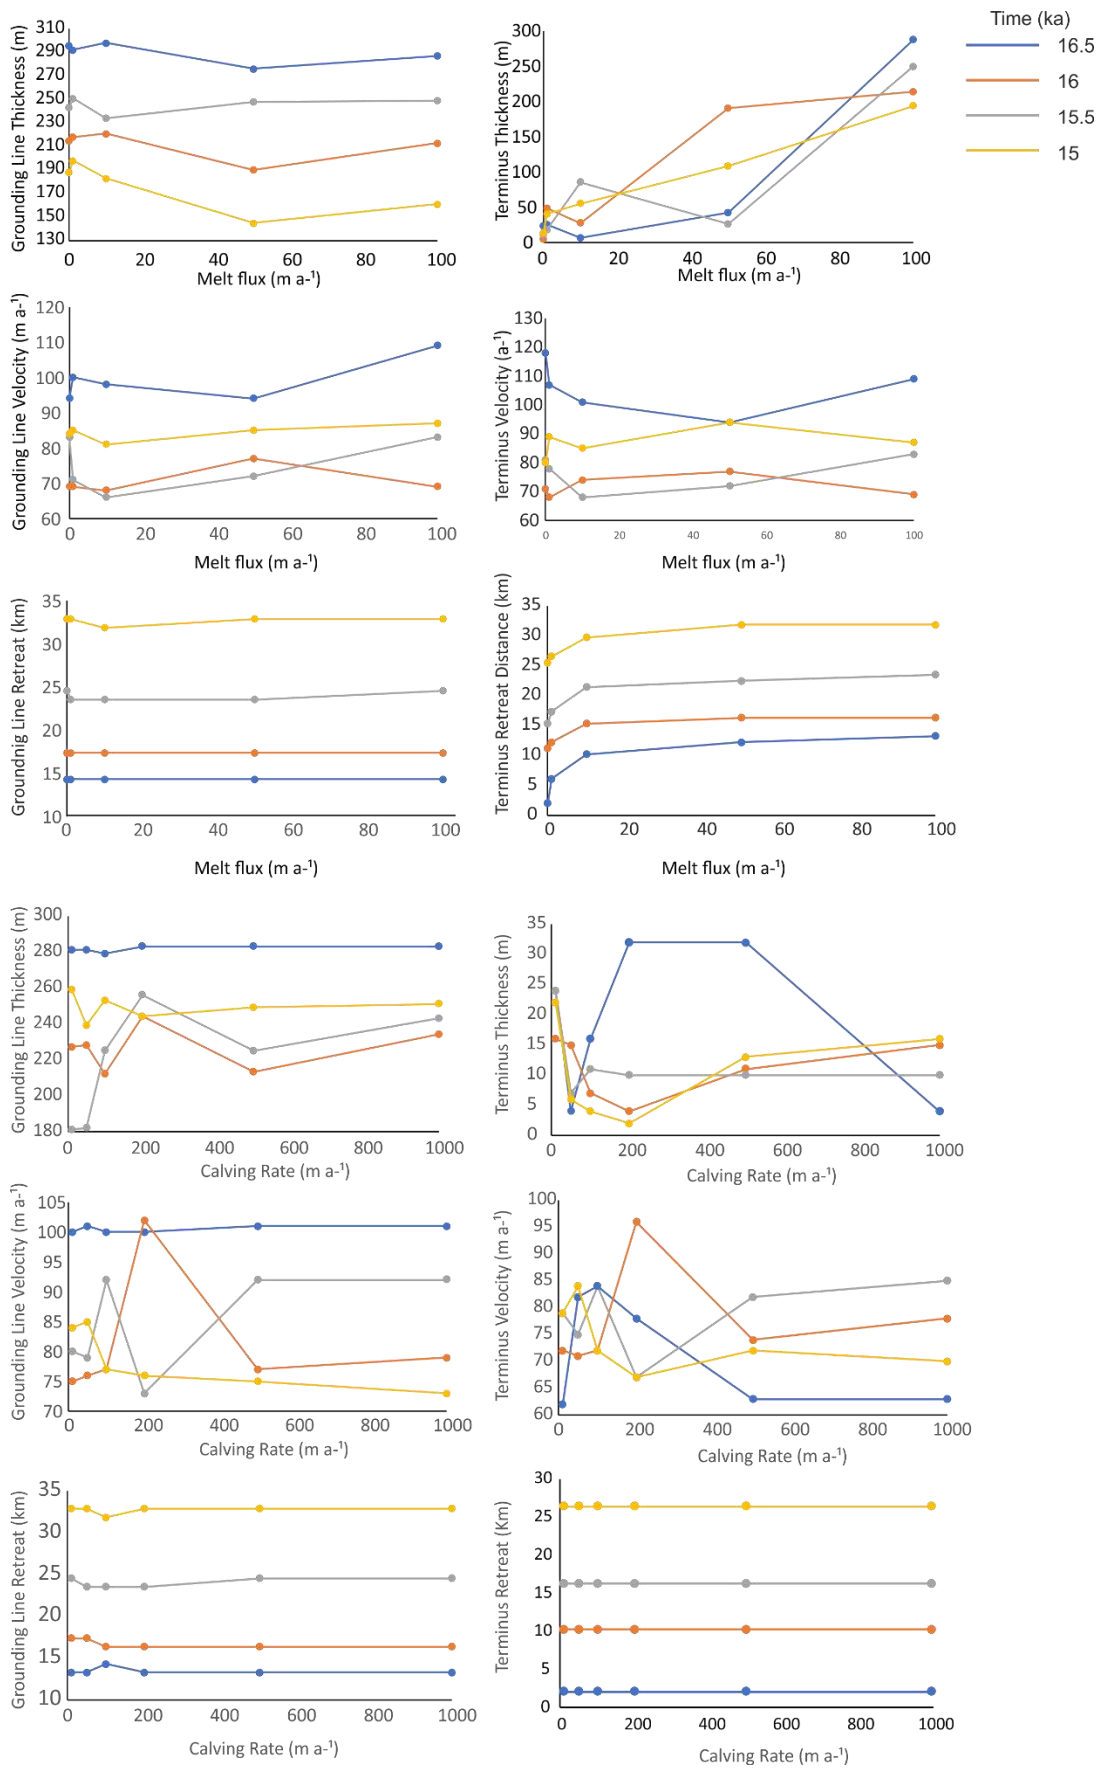 Time (ka)
16.5
16
15.5
15
Grounding Line Thickness (m)
310
290
270
250
230
210
190
170
150
130
0 20 40 60 80 100
Melt flux (m a-¹)
Terminus Thickness (m)
300
250
200
150
100
50
0
0 20 40 60 80 100
Melt flux (m a-¹)
Grounding Line Velocity (m a-¹)
120
110
100
90
80
70
60
0 20 40 60 80 100
Melt flux (m a-¹)
Terminus Velocity (a-¹)
130
120
110
100
90
80
70
60
0 20 40 60 80 100
Melt flux (m a-¹)
Groundnig Line Retreat (km)
35
30
25
20
15
10
0 20 40 60 80 100
Melt flux (m a-¹)
Terminus Retreat Distance (km)
35
30
25
20
15
10
5
0
0 20 40 60 80 100
Melt flux (m a-¹)
Grounding Line Thickness (m)
300
280
260
240
220
200
180
0 200 400 600 800 1000
Calving Rate (m a-¹)
Terminus Thickness (m)
35
30
25
20
15
10
5
0
0 200 400 600 800 1000
Calving Rate (m a-¹)
Grounding Line Velocity (m a-¹)
105
100
95
90
85
80
75
70
0 200 400 600 800 1000
Calving Rate (m a-¹)
Terminus Velocity (m a-¹)
100
95
90
85
80
75
70
65
60
0 200 400 600 800 1000
Calving Rate (m a-¹)
Grounding Line Retreat (km)
35
30
25
20
15
10
0 200 400 600 800 1000
Calving Rate (m a-¹)
Terminus Retreat (Km)
30
25
20
15
10
5
0
0 200 400 600 800 1000
Calving Rate (m a-¹)